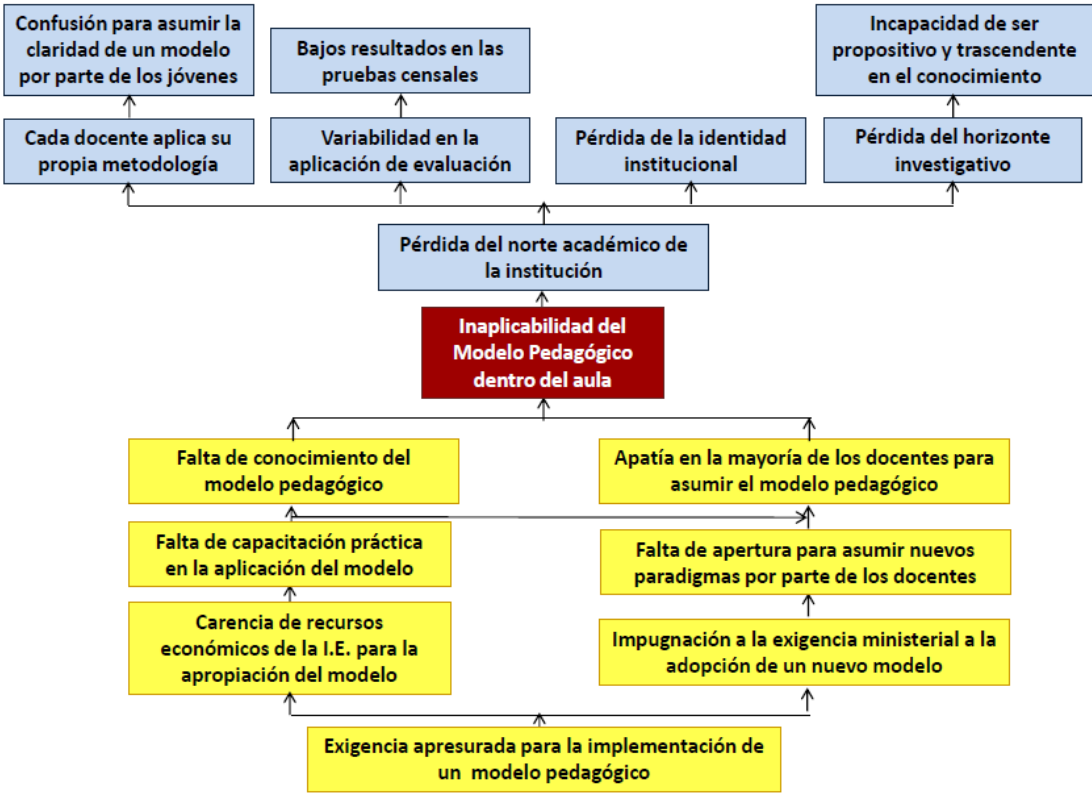 Confusión para asumir la
claridad de un modelo
por parte de los jóvenes
Bajos resultados en las
pruebas censales
Incapacidad de ser
propositivo y trascendente
en el conocimiento
Cada docente aplica su
propia metodología
Variabilidad en la
aplicación de evaluación
Pérdida de la identidad
institucional
Pérdida del horizonte
investigativo
Pérdida del norte académico de
la institución
Inaplicabilidad del
Modelo Pedagógico
dentro del aula
Falta de conocimiento del
modelo pedagógico
Apatía en la mayoría de los docentes para
asumir el modelo pedagógico
Falta de capacitación práctica
en la aplicación del modelo
Falta de apertura para asumir nuevos
paradigmas por parte de los docentes
Carencia de recursos
económicos de la I.E. para la
apropiación del modelo
Impugnación a la exigencia ministerial a la
adopción de un nuevo modelo
Exigencia apresurada para la implementación de
un modelo pedagógico